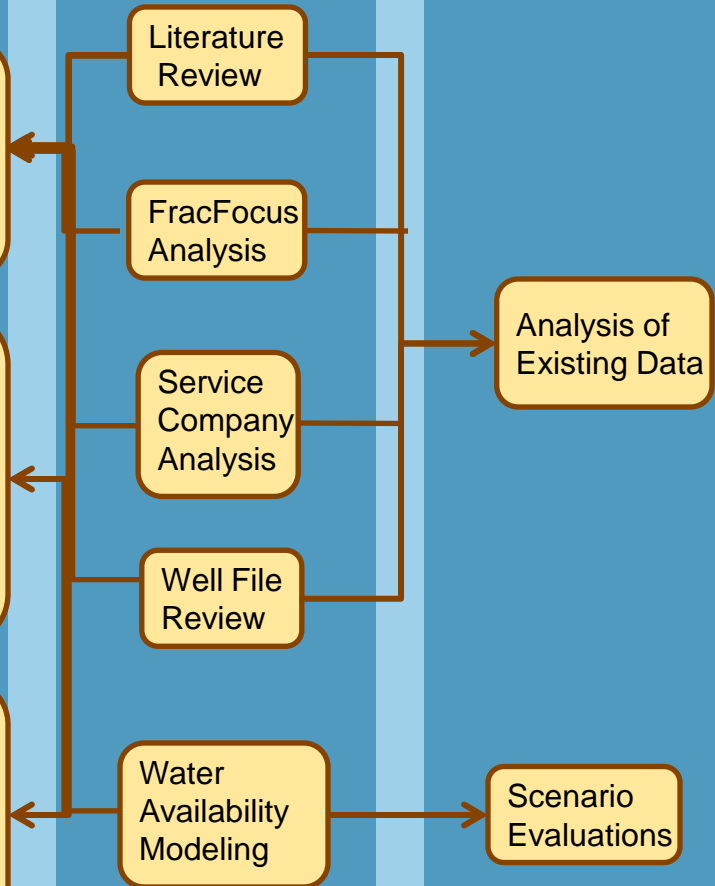 Literature
Review
FracFocus
Analysis
Service
Company
Analysis
Well File
Review
Water
Availability
Modeling
Analysis of
Existing Data
Scenario
Evaluations